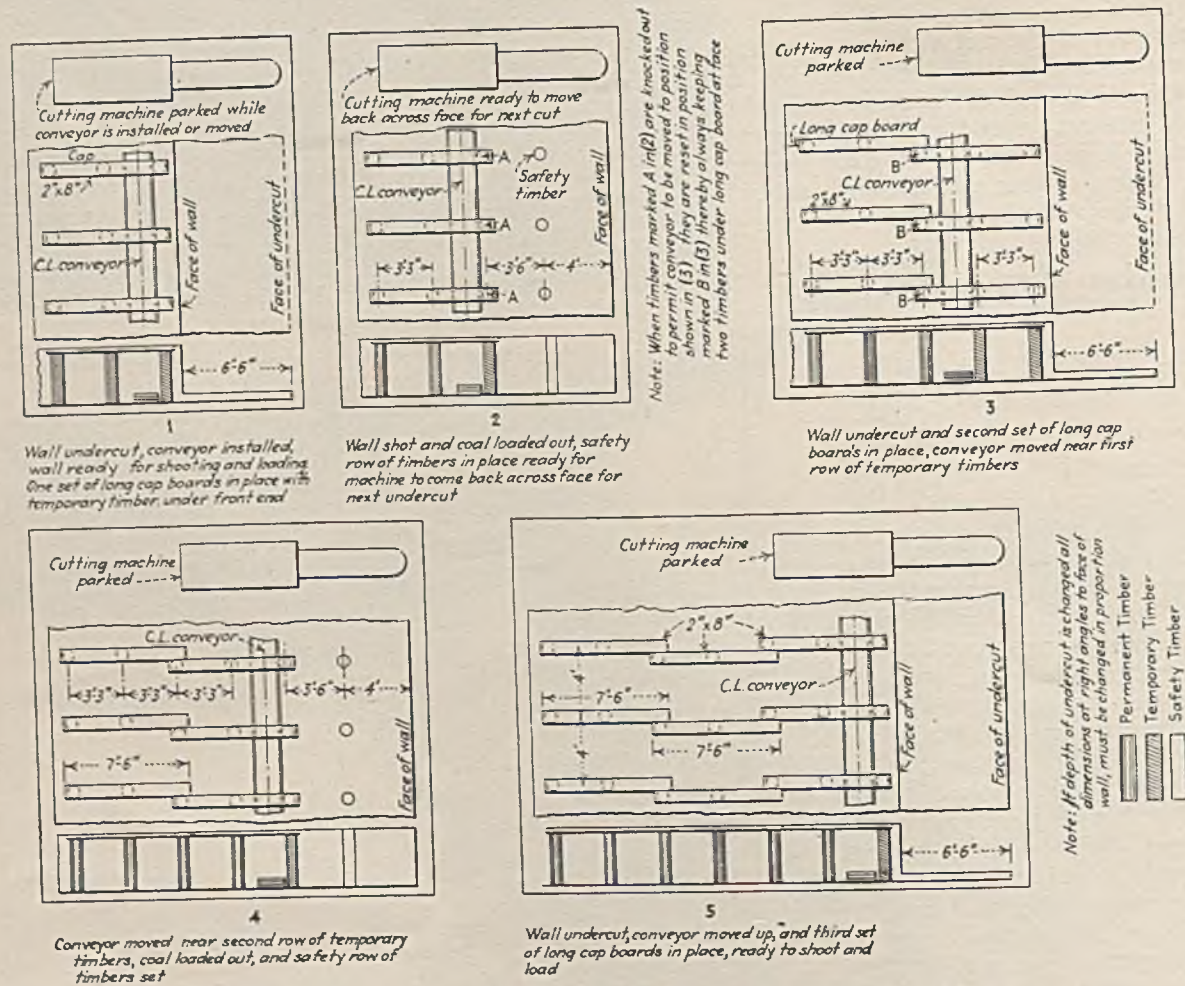 Cutting machine parked while
conveyor is installed or moved
Cap
2"x8"
C.L. conveyor
Face of wall
Face of undercut
6'-6"
1
Wall undercut, conveyor installed,
wall ready for shooting and loading.
One set of long cap boards in place with
temporary timber under front end
Cutting machine ready to move
back across face for next cut
A
Safety
timber
C.L. conveyor
A
3'-3"
3'-6"
4'
A
Face of wall
2
Wall shot and coal loaded out, safety
row of timbers in place ready for
machine to come back across face for
next undercut
Note: When timbers marked A in (2) are knocked out
to permit conveyor to be moved to position
shown in (3) they are reset in position
marked B in (3) thereby always keeping
two timbers under long cap board at face
Cutting machine
parked
Long cap board
B
C.L. conveyor
2"x8"
B
3'-3"
3'-3"
3'-3"
B
Face of wall
Face of undercut
6'-6"
3
Wall undercut and second set of long cap
boards in place, conveyor moved near first
row of temporary timbers
Cutting machine
parked
C.L. conveyor
3'-3"
3'-3"
3'-3"
3'-6"
4'
7'-6"
Face of wall
4
Conveyor moved near second row of temporary
timbers, coal loaded out, and safety row of
timbers set
Cutting machine
parked
2"x8"
4'
C.L. conveyor
7'-6"
4'
7'-6"
Face of wall
Face of undercut
6'-6"
5
Wall undercut, conveyor moved up, and third set
of long cap boards in place, ready to shoot and
load
Note: If depth of undercut is changed all
dimensions at right angles to face of
wall, must be changed in proportion
Permanent Timber
Temporary Timber
Safety Timber